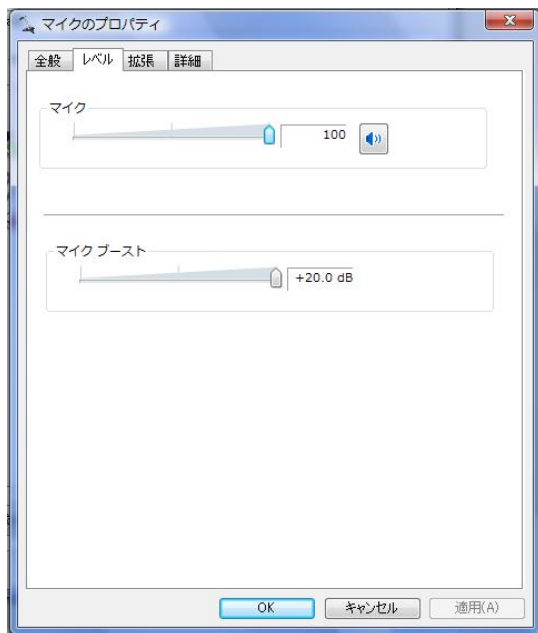 マイクのプロパティ
全般 レベル 拡張 詳細
マイク
100
マイク ブースト
+20.0 dB
OK キャンセル 適用(A)